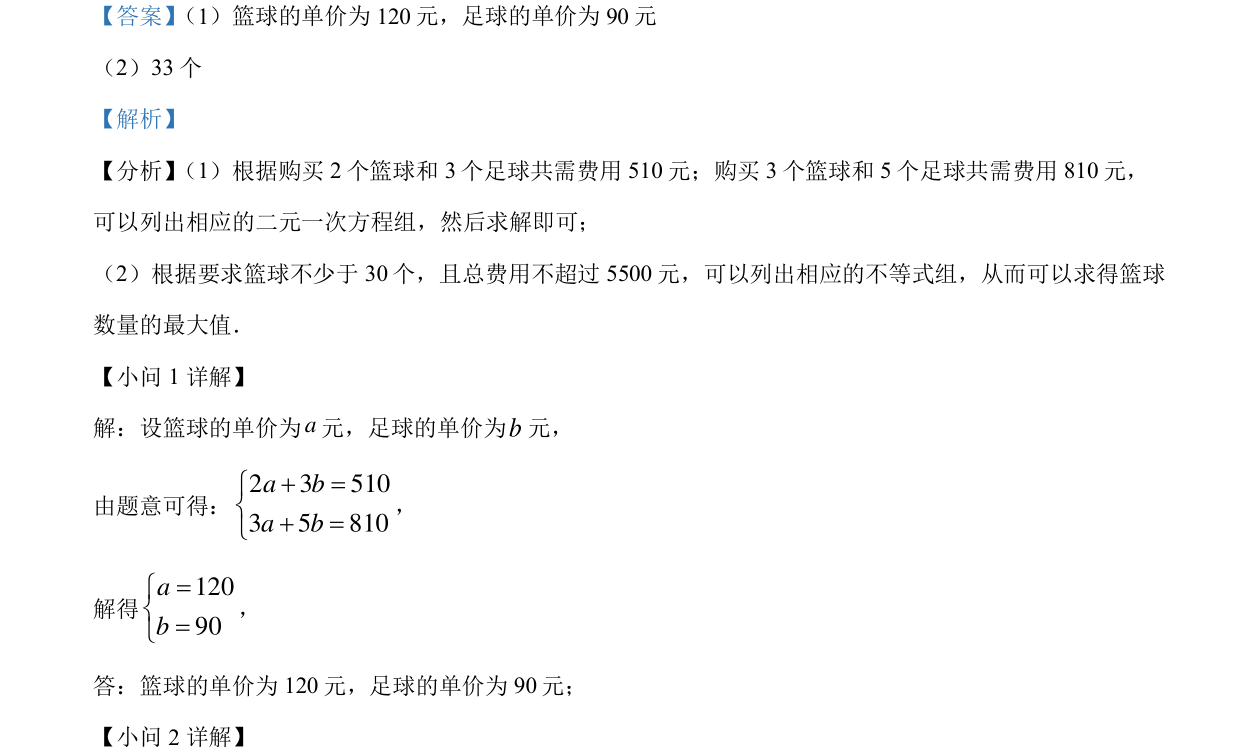 【答案】（1）篮球的单价为 120 元，足球的单价为 90 元
（2）33 个
【解析】
【分析】（1）根据购买 2 个篮球和 3 个足球共需费用 510 元；购买 3 个篮球和 5 个足球共需费用 810 元，
可以列出相应的二元一次方程组，然后求解即可；
（2）根据要求篮球不少于 30 个，且总费用不超过 5500 元，可以列出相应的不等式组，从而可以求得篮球
数量的最大值．
【小问 1 详解】
解：设篮球的单价为 a 元，足球的单价为 b 元，
由题意可得：{2a+3b=510
3a+5b=810，
解得{a=120
b=90，
答：篮球的单价为 120 元，足球的单价为 90 元；
【小问 2 详解】